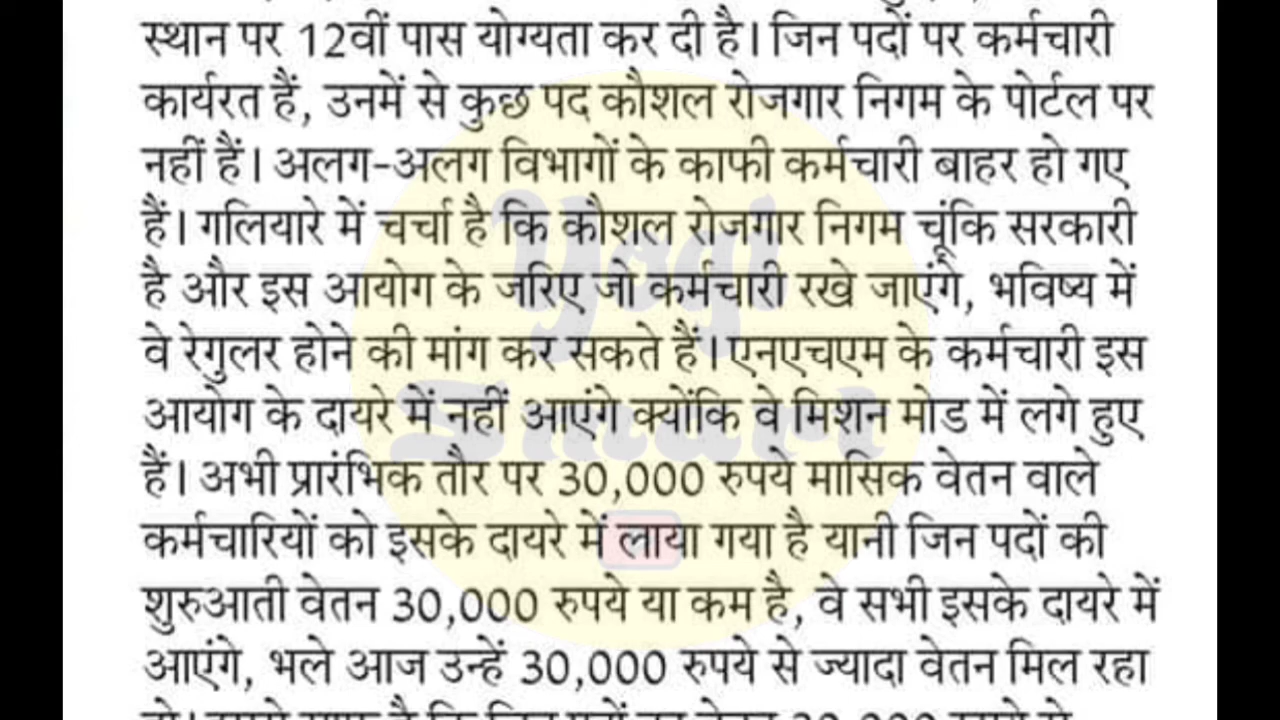 स्थान पर 12वीं पास योग्यता कर दी है। जिन पदों पर कर्मचारी
कार्यरत हैं, उनमें से कुछ पद कौशल रोजगार निगम के पोर्टल पर
नहीं हैं। अलग-अलग विभागों के काफी कर्मचारी बाहर हो गए
हैं। गलियारे में चर्चा है कि कौशल रोजगार निगम चूंकि सरकारी
है और इस आयोग के जरिए जो कर्मचारी रखे जाएंगे, भविष्य में
वे रेगुलर होने की मांग कर सकते हैं। एनएचएम के कर्मचारी इस
आयोग के दायरे में नहीं आएंगे क्योंकि वे मिशन मोड में लगे हुए
हैं। अभी प्रारंभिक तौर पर 30,000 रुपये मासिक वेतन वाले
कर्मचारियों को इसके दायरे में लाया गया है यानी जिन पदों की
शुरुआती वेतन 30,000 रुपये या कम है, वे सभी इसके दायरे में
आएंगे, भले आज उन्हें 30,000 रुपये से ज्यादा वेतन मिल रहा
Yogi
Smart